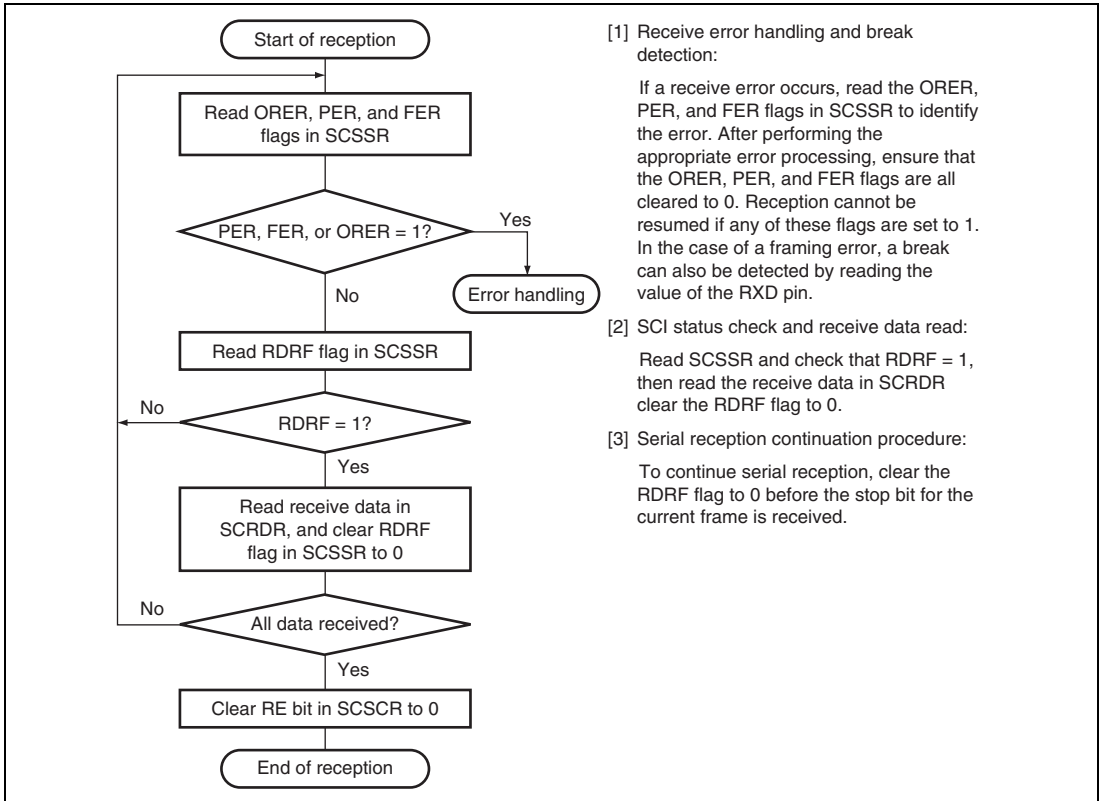 Start of reception
Read ORER, PER, and FER
flags in SCSSR
PER, FER, or ORER = 1?
Yes
Error handling
No
Read RDRF flag in SCSSR
No
RDRF = 1?
Yes
Read receive data in
SCRDR, and clear RDRF
flag in SCSSR to 0
No
All data received?
Yes
Clear RE bit in SCSCR to 0
End of reception
[1] Receive error handling and break
detection:
If a receive error occurs, read the ORER,
PER, and FER flags in SCSSR to identify
the error. After performing the
appropriate error processing, ensure that
the ORER, PER, and FER flags are all
cleared to 0. Reception cannot be
resumed if any of these flags are set to 1.
In the case of a framing error, a break
can also be detected by reading the
value of the RXD pin.
[2] SCI status check and receive data read:
Read SCSSR and check that RDRF = 1,
then read the receive data in SCRDR
clear the RDRF flag to 0.
[3] Serial reception continuation procedure:
To continue serial reception, clear the
RDRF flag to 0 before the stop bit for the
current frame is received.